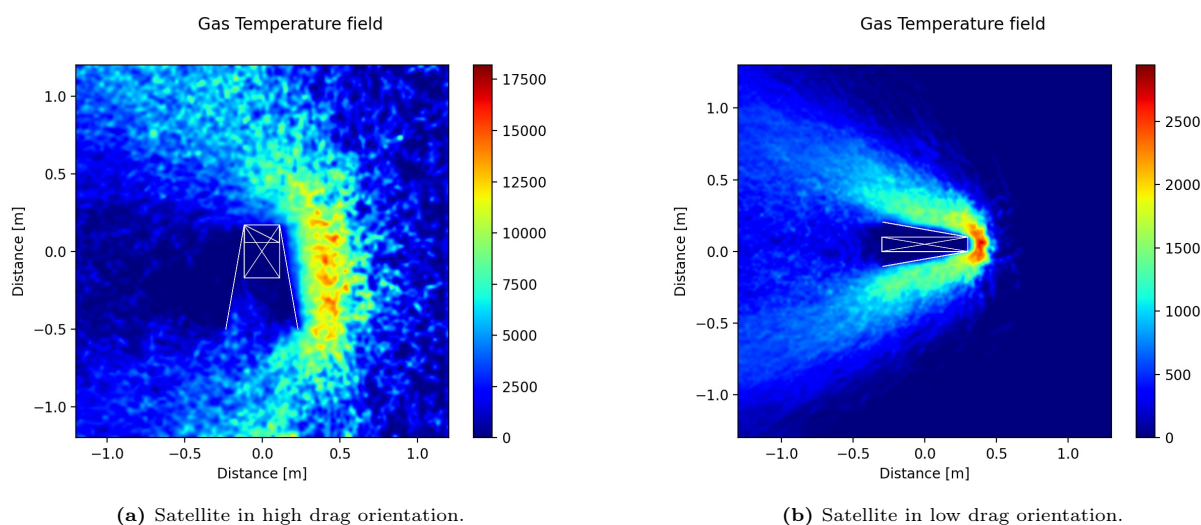 Gas Temperature field
1.0
0.5
0.0
−0.5
−1.0
Distance [m]
−1.0 −0.5 0.0 0.5 1.0
Distance [m]
17500
15000
12500
10000
7500
5000
2500
0
(a) Satellite in high drag orientation.
Gas Temperature field
1.0
0.5
0.0
−0.5
−1.0
Distance [m]
−1.0 −0.5 0.0 0.5 1.0
Distance [m]
2500
2000
1500
1000
500
0
(b) Satellite in low drag orientation.